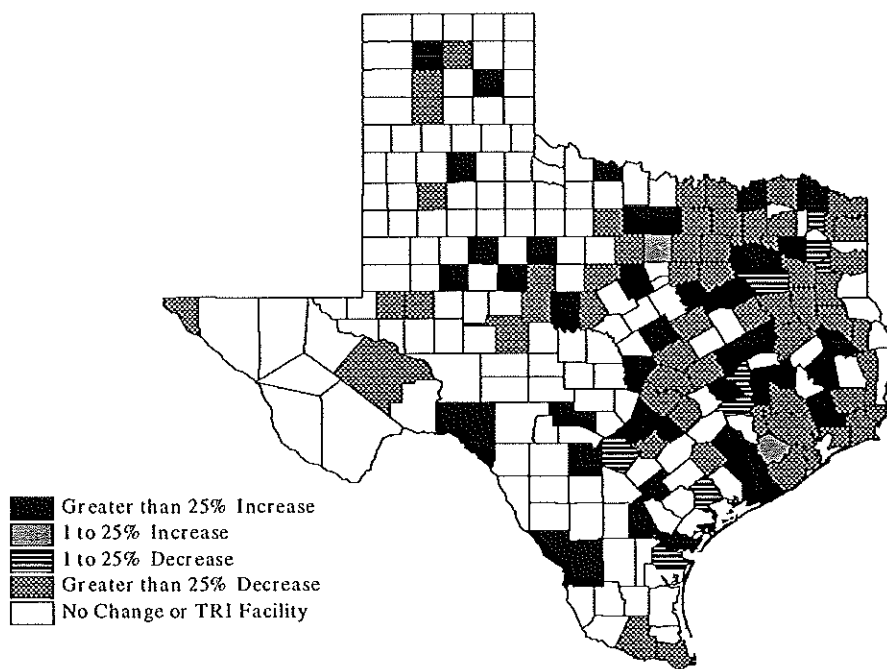 Greater than 25% Increase
1 to 25% Increase
1 to 25% Decrease
Greater than 25% Decrease
No Change or TRI Facility